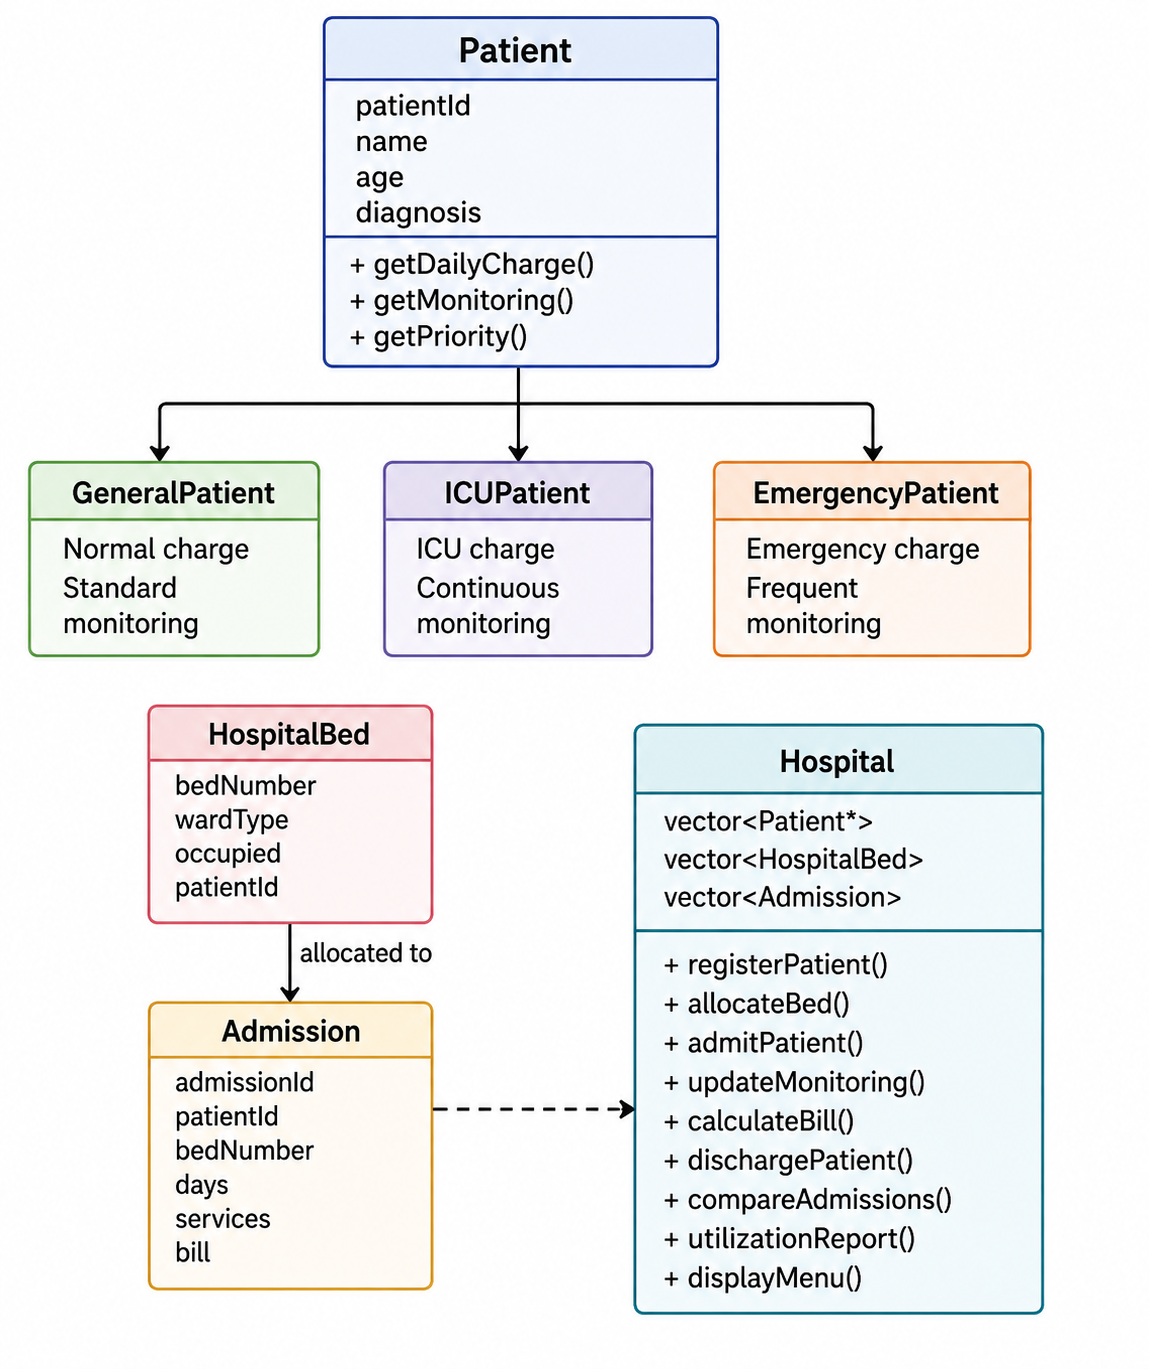 Patient
patientId
name
age
diagnosis
+ getDailyCharge()
+ getMonitoring()
+ getPriority()
GeneralPatient
Normal charge
Standard
monitoring
ICUPatient
ICU charge
Continuous
monitoring
EmergencyPatient
Emergency charge
Frequent
monitoring
HospitalBed
bedNumber
wardType
occupied
patientId
allocated to
Admission
admissionId
patientId
bedNumber
days
services
bill
Hospital
vector<Patient*>
vector<HospitalBed>
vector<Admission>
+ registerPatient()
+ allocateBed()
+ admitPatient()
+ updateMonitoring()
+ calculateBill()
+ dischargePatient()
+ compareAdmissions()
+ utilizationReport()
+ displayMenu()